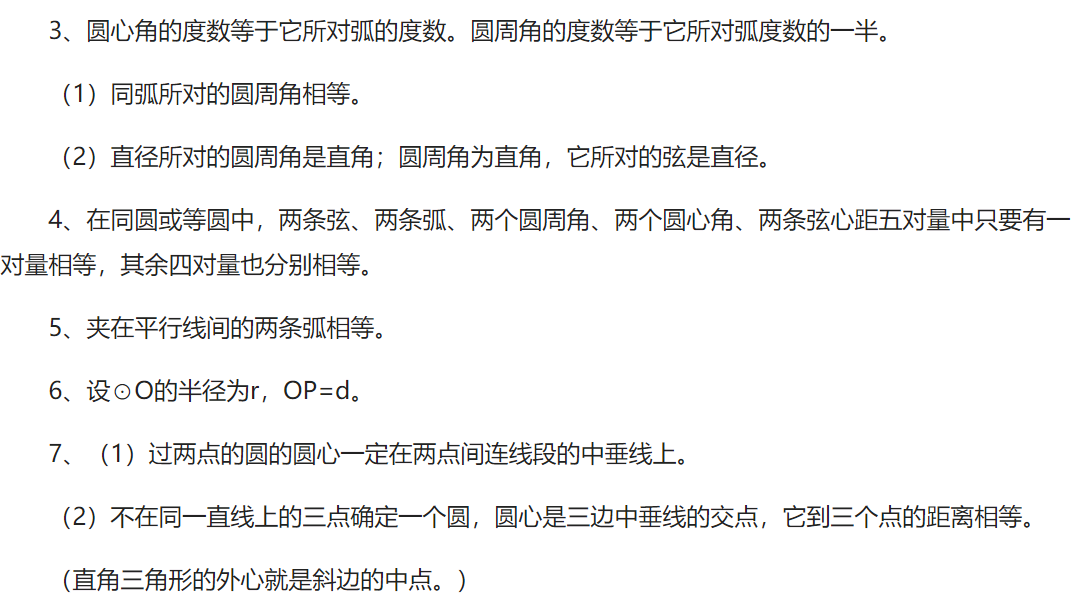 3、圆心角的度数等于它所对弧的度数。圆周角的度数等于它所对弧度数的一半。
（1）同弧所对的圆周角相等。
（2）直径所对的圆周角是直角；圆周角为直角，它所对的弦是直径。
4、在同圆或等圆中，两条弦、两条弧、两个圆周角、两个圆心角、两条弦心距五对量中只要有一
对量相等，其余四对量也分别相等。
5、夹在平行线间的两条弧相等。
6、设⊙O的半径为r，OP=d。
7、（1）过两点的圆的圆心一定在两点间连线段的中垂线上。
（2）不在同一直线上的三点确定一个圆，圆心是三边中垂线的交点，它到三个点的距离相等。
（直角三角形的外心就是斜边的中点。）